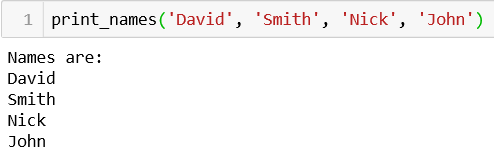 1 print_names('David', 'Smith', 'Nick', 'John')
Names are:
David
Smith
Nick
John